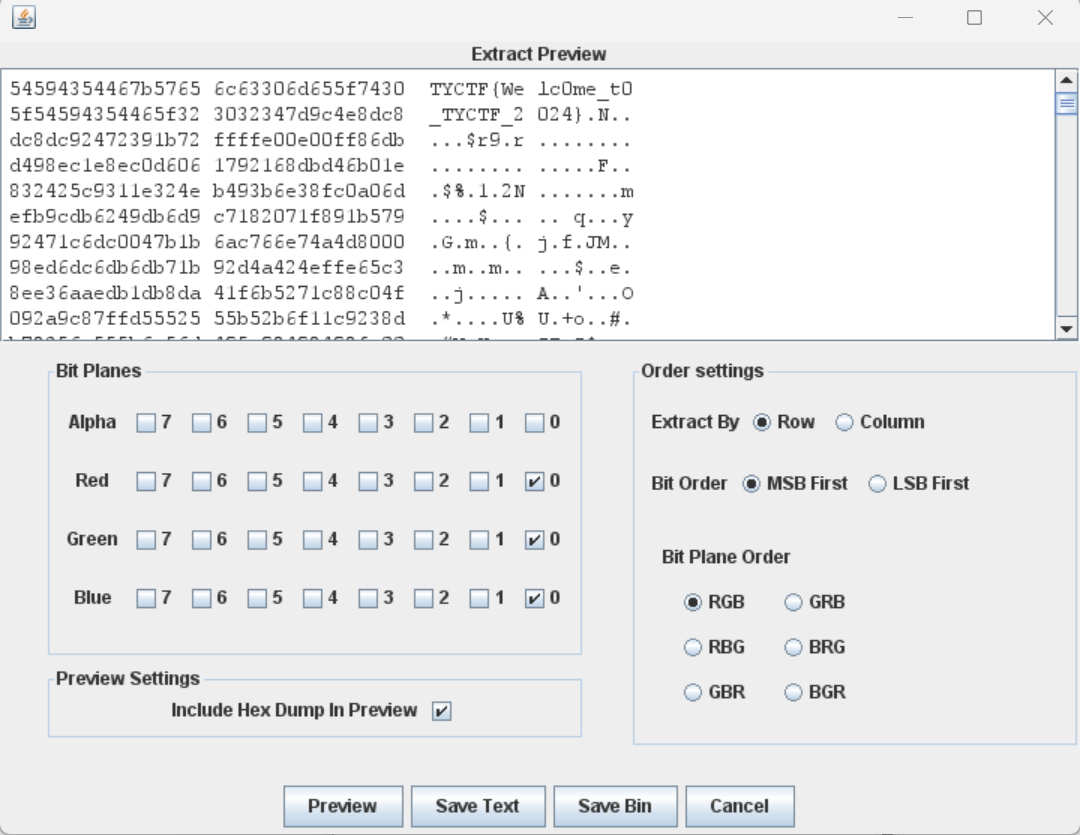 Extract Preview
54594354467b5765 6c63306d655f7430 TYCTF{We lc0me_t0
5f54594354465f32 3032347d9c4e8dc8 _TYCTF_2 024}.N..
dc8dc92472391b72 ffffe00e00ff86db ...$r9.r ........
d498ec1e8ec0d606 1792168dbd46b01e ........ .....F..
832425c9311e324e b493b6e38fc0a06d .$%.1.2N .......m
efb9cdb6249db6d9 c7182071f891b579 ....$... .. q...y
92471c6dc0047b1b 6ac766e74a4d8000 .G.m..{. j.f.JM..
98ed6dc6db6db71b 92d4a424effe65c3 ..m..m.. ...$..e.
8ee36aaedb1db8da 41f6b5271c88c04f ..j..... A..'...O
092a9c87ffd55525 55b52b6f11c9238d .*....U% U.+o..#.
Bit Planes
Alpha 7 6 5 4 3 2 1 0
Red 7 6 5 4 3 2 1 0
Green 7 6 5 4 3 2 1 0
Blue 7 6 5 4 3 2 1 0
Preview Settings
Include Hex Dump In Preview
Order settings
Extract By Row Column
Bit Order MSB First LSB First
Bit Plane Order
RGB GRB
RBG BRG
GBR BGR
Preview Save Text Save Bin Cancel